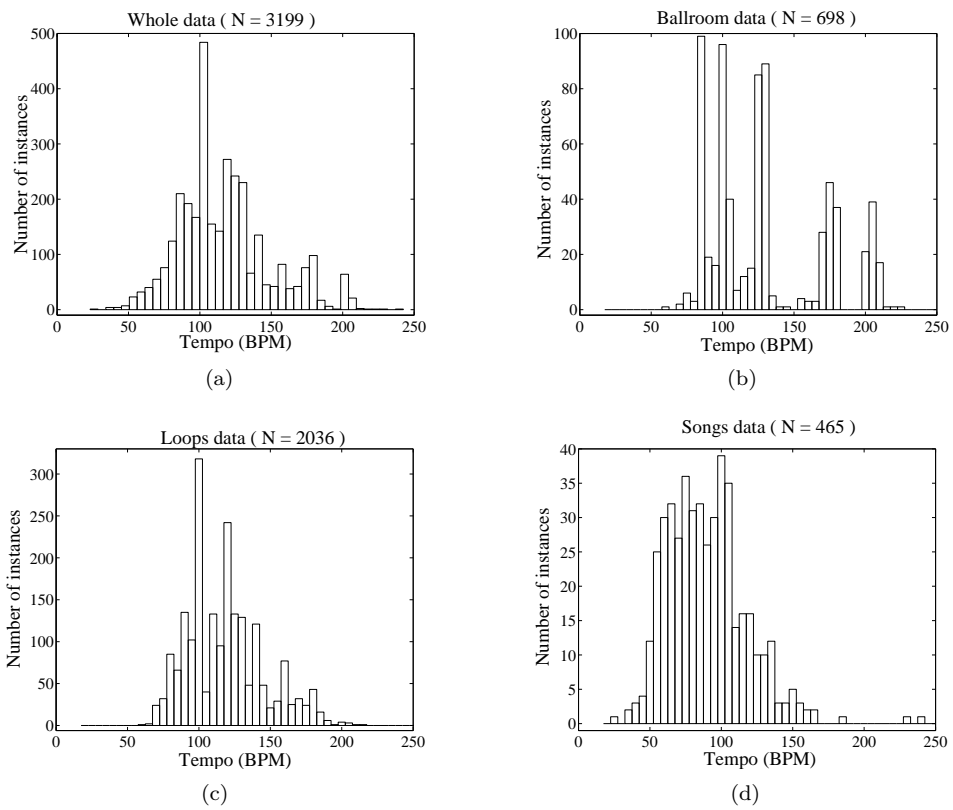 Whole data ( N = 3199 )
Number of instances
500
400
300
200
100
0
0 50 100 150 200 250
Tempo (BPM)
(a)
Ballroom data ( N = 698 )
Number of instances
100
80
60
40
20
0
0 50 100 150 200 250
Tempo (BPM)
(b)
Loops data ( N = 2036 )
Number of instances
300
250
200
150
100
50
0
0 50 100 150 200 250
Tempo (BPM)
(c)
Songs data ( N = 465 )
Number of instances
40
35
30
25
20
15
10
5
0
0 50 100 150 200 250
Tempo (BPM)
(d)